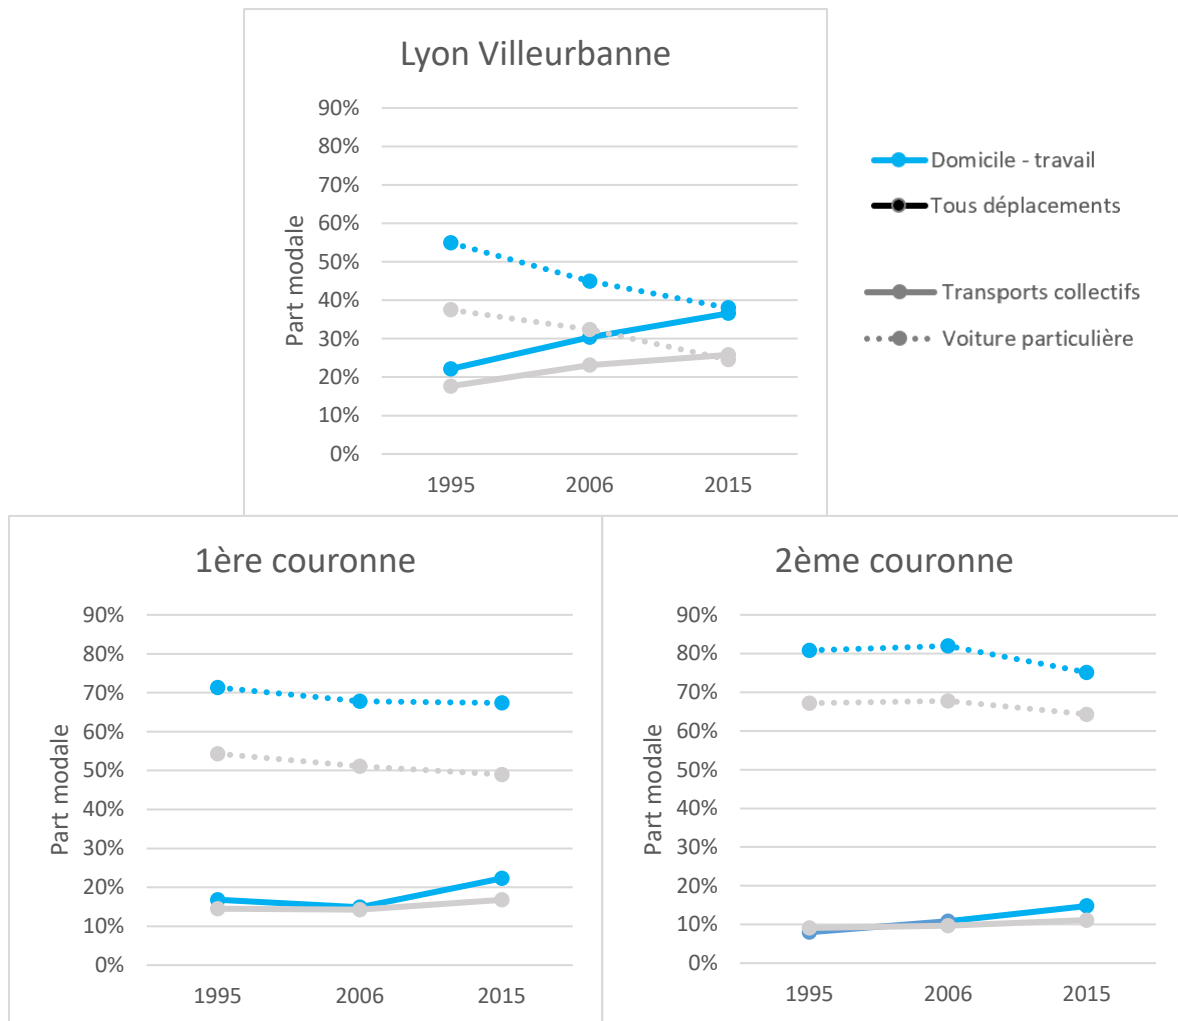 Lyon Villeurbanne
90%
80%
70%
60%
50%
40%
30%
20%
10%
0%
Part modale
1995 2006 2015
Domicile - travail
Tous déplacements
Transports collectifs
Voiture particulière
1ère couronne
90%
80%
70%
60%
50%
40%
30%
20%
10%
0%
Part modale
1995 2006 2015
2ème couronne
90%
80%
70%
60%
50%
40%
30%
20%
10%
0%
Part modale
1995 2006 2015